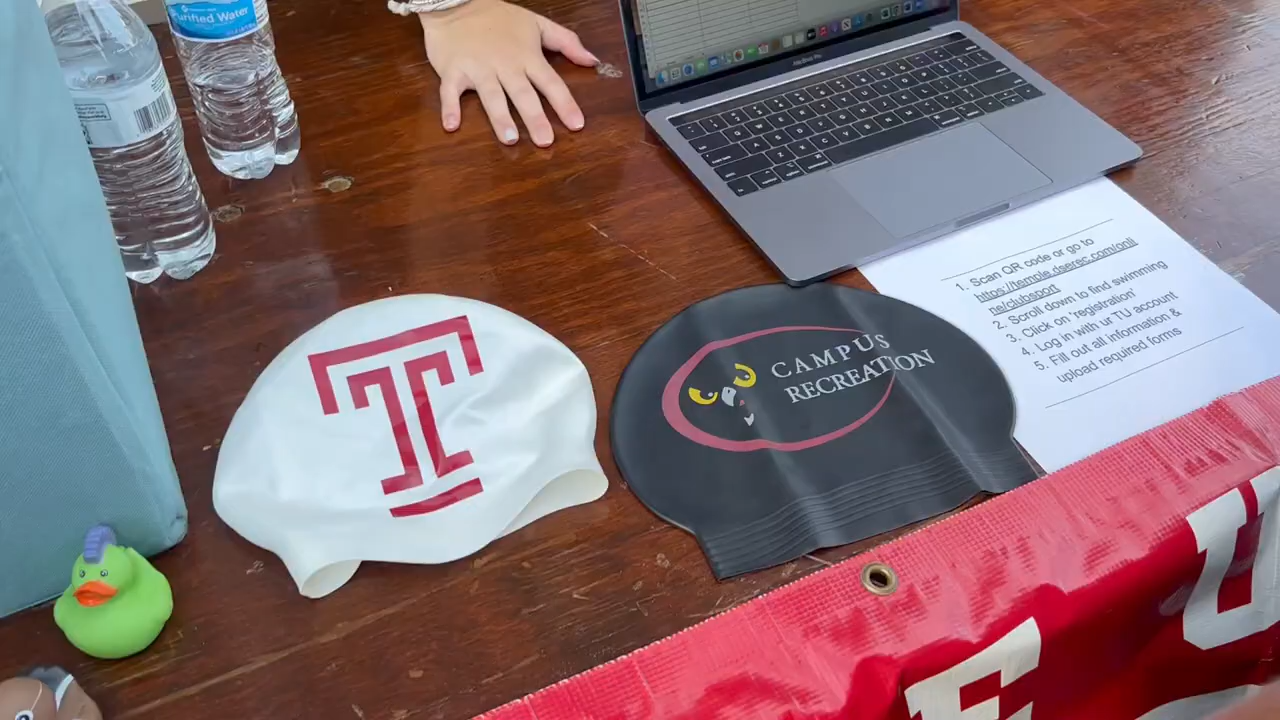 Purified Water
MacBook Pro
1. Scan QR code or go to
https://temple.dserec.com/onli
ne/clubsport
2. Scroll down to find swimming
3. Click on 'registration'
4. Log in with ur TU account
5. Fill out all information &
upload required forms
T
CAMPUS
RECREATION